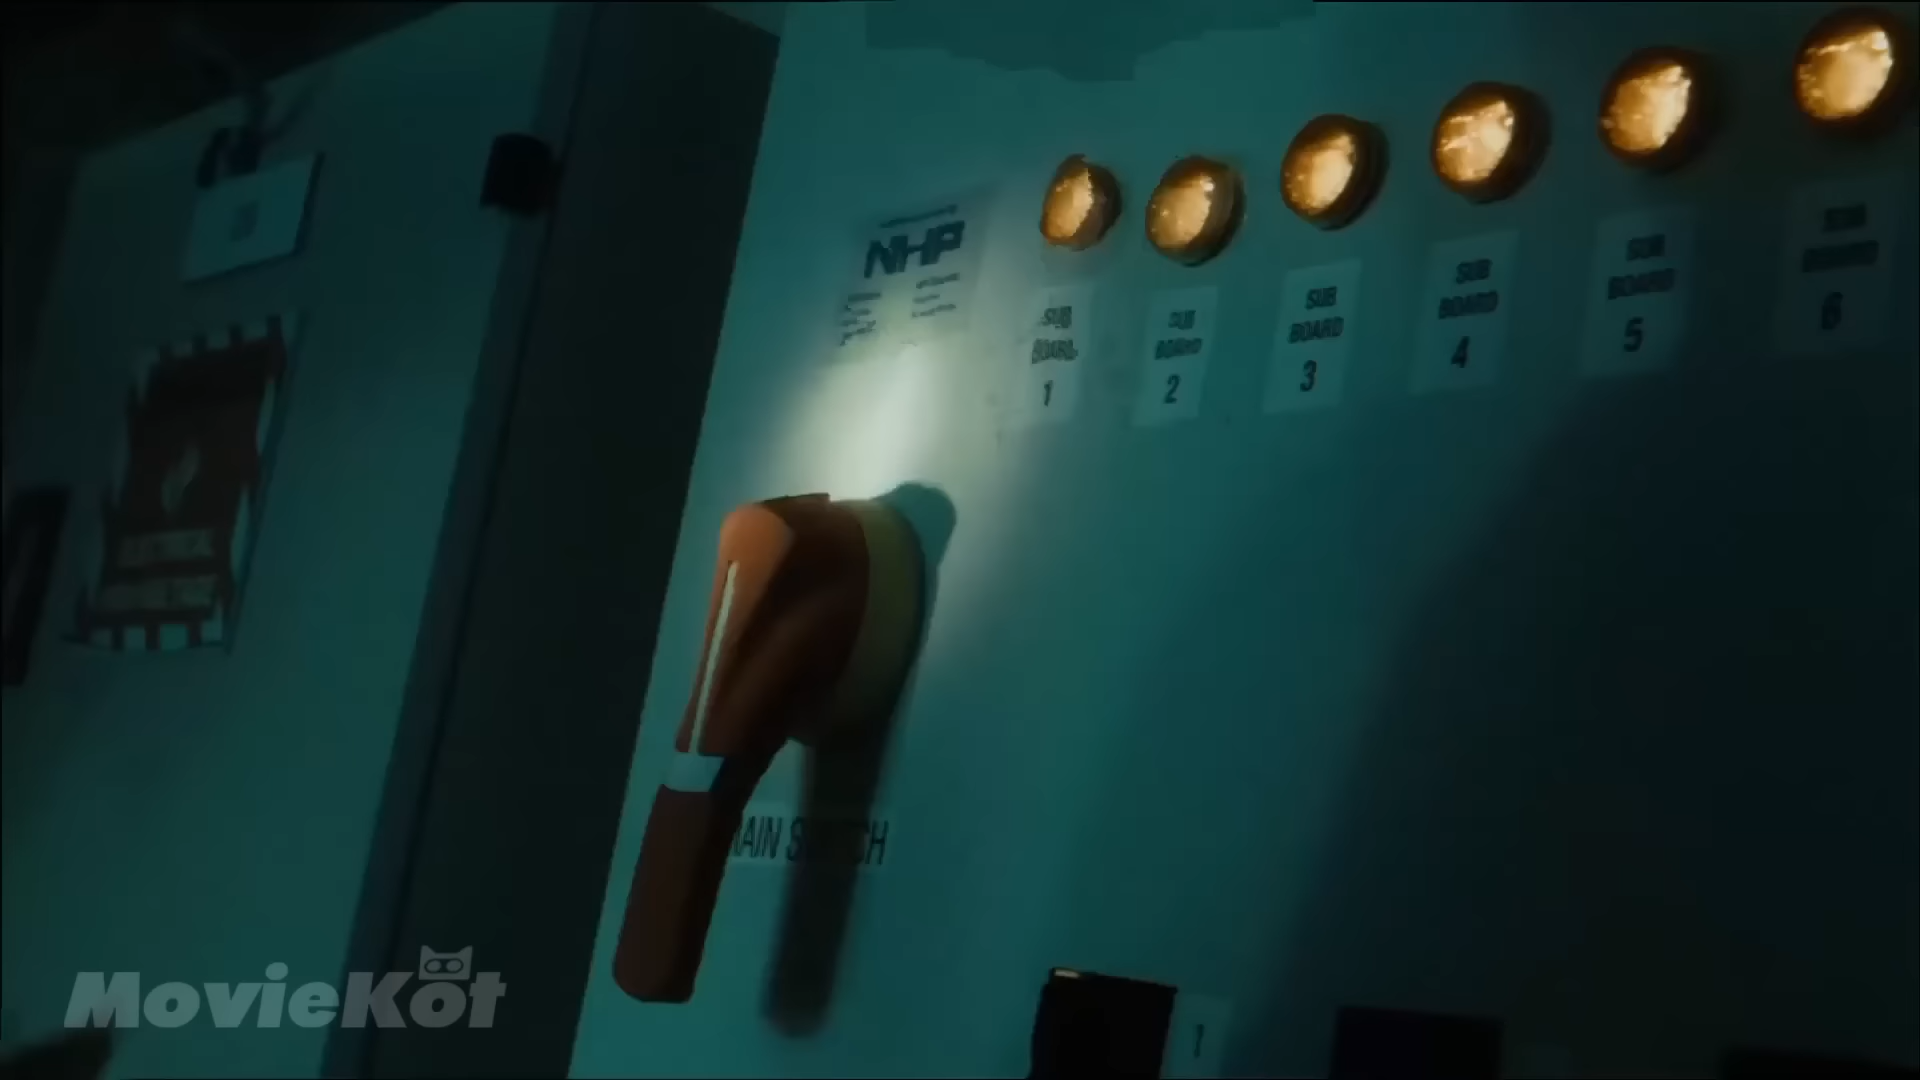 NHP
SUB
BOARD
1
SUB
BOARD
2
SUB
BOARD
3
SUB
BOARD
4
SUB
BOARD
5
SUB
BOARD
6
MAIN SWITCH
1
MovieKot